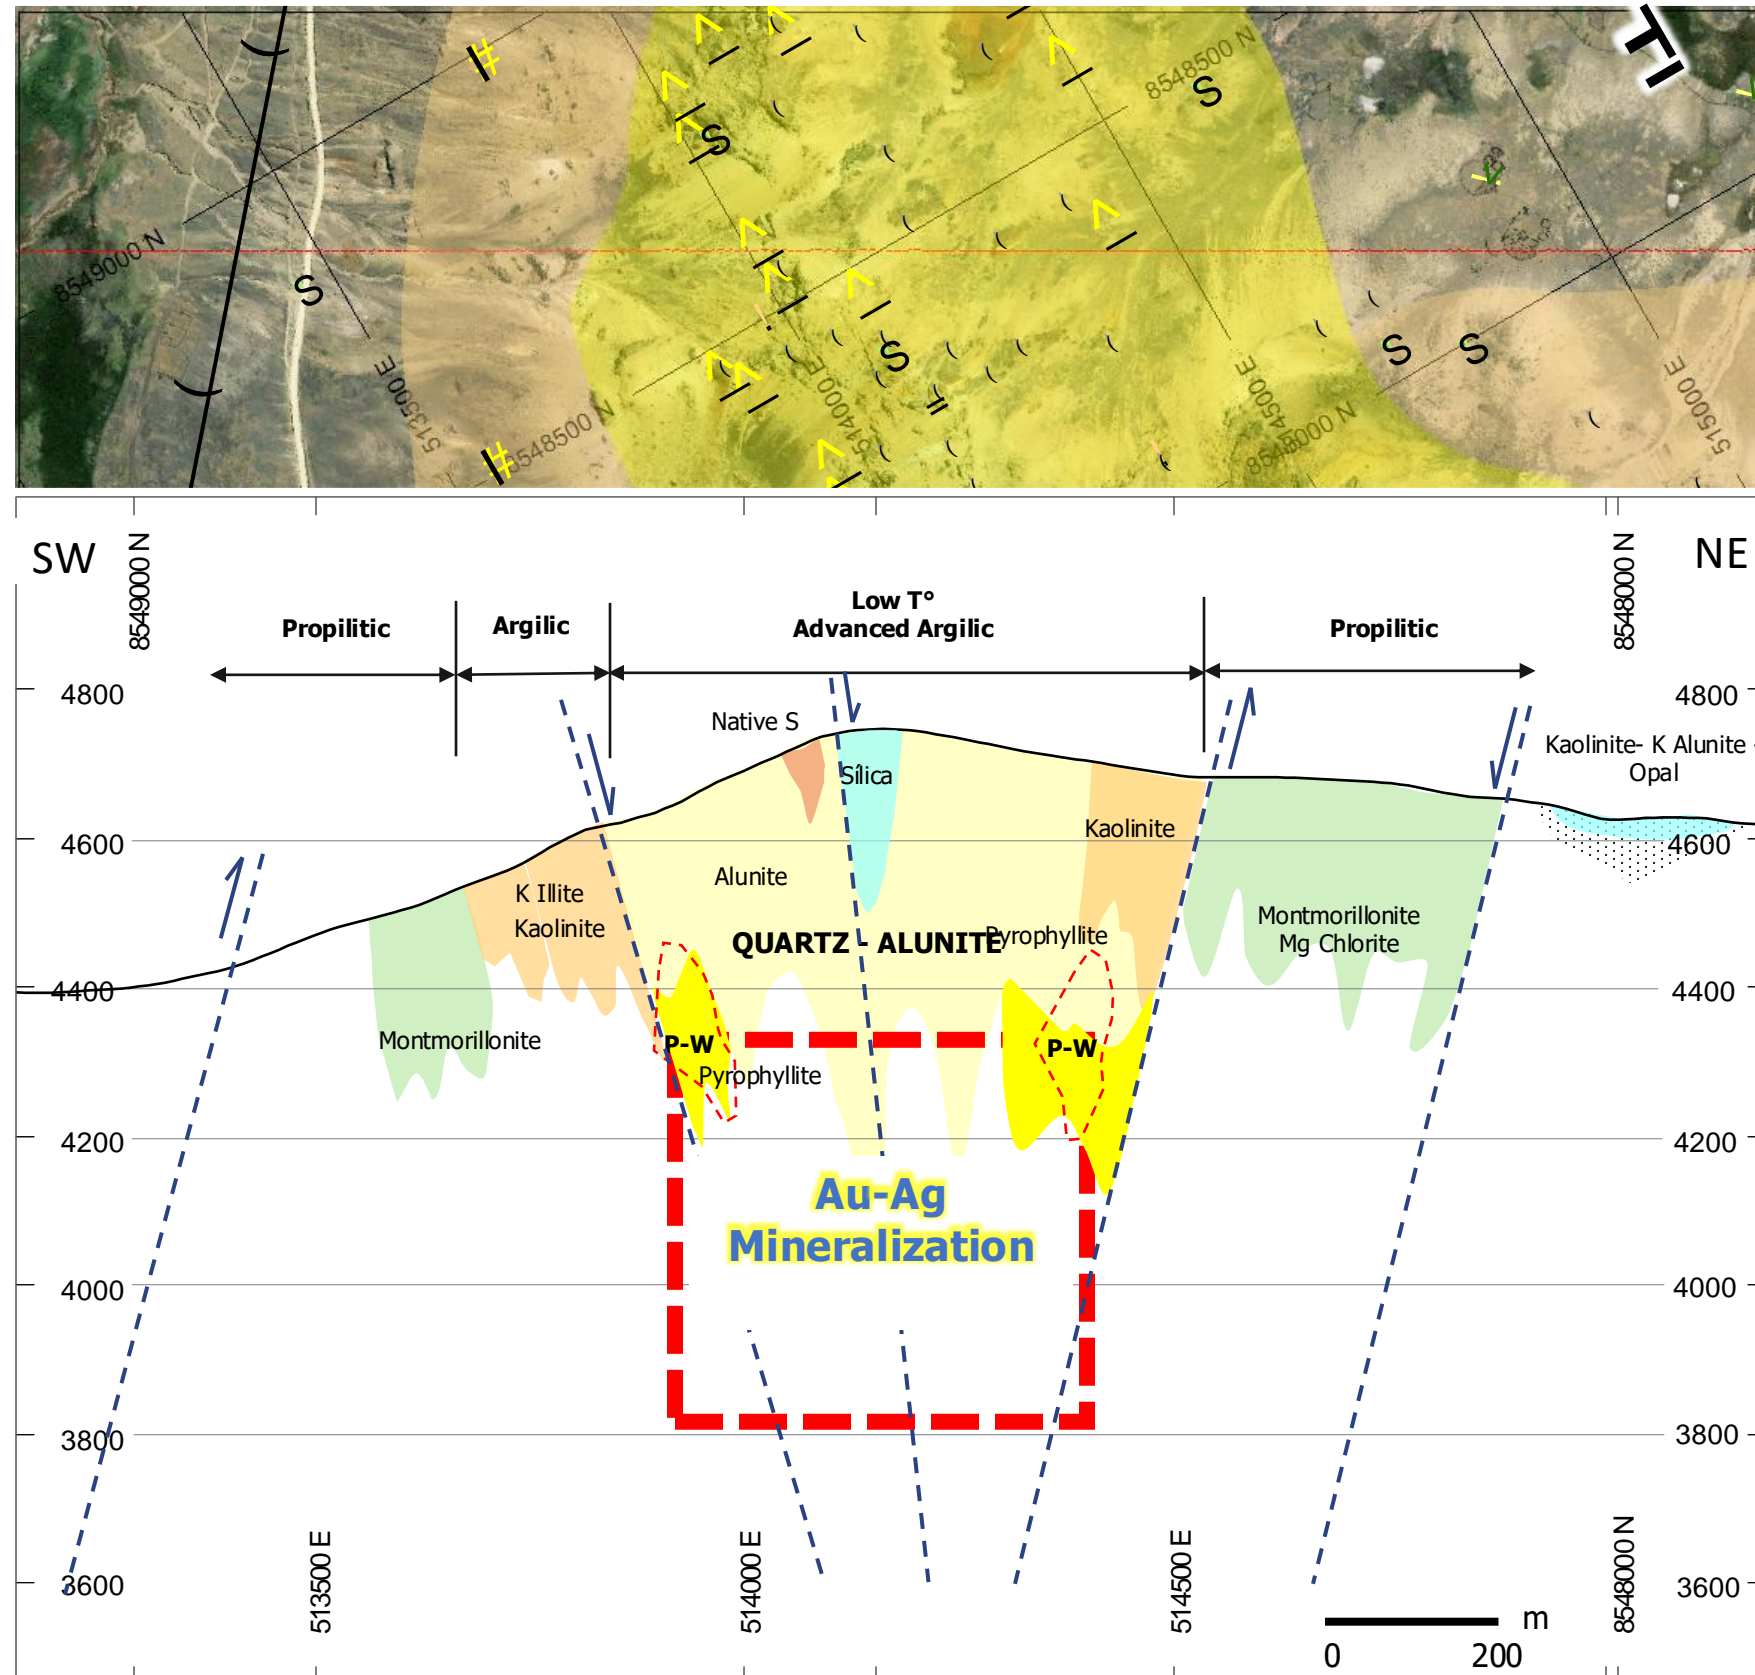 8548500 N
S
S
8549000 N
S
S
S
S
513500 E
8548500 N
514000 E
514500 E
8548000 N
515000 E
SW
8549000 N
8548000 N
NE
Low T°
Propilitic
Argilic
Advanced Argilic
Propilitic
4800
4800
Native S
Kaolinite- K Alunite -
Opal
Sílica
Kaolinite
4600
4600
Alunite
K Illite
Kaolinite
Montmorillonite
Mg Chlorite
QUARTZ - ALUNITE
Pyrophyllite
4400
4400
Montmorillonite
P-W
P-W
Pyrophyllite
4200
4200
Au-Ag
Mineralization
4000
4000
3800
3800
3600
3600
513500 E
514000 E
514500 E
8548000 N
m
0
200